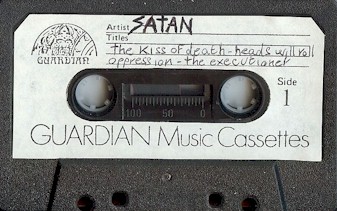 Artist SATAN
Titles
GUARDIAN
the kiss of death - heads will roll
oppression - the executioner
Side
1
100 50 0
GUARDIAN Music Cassettes